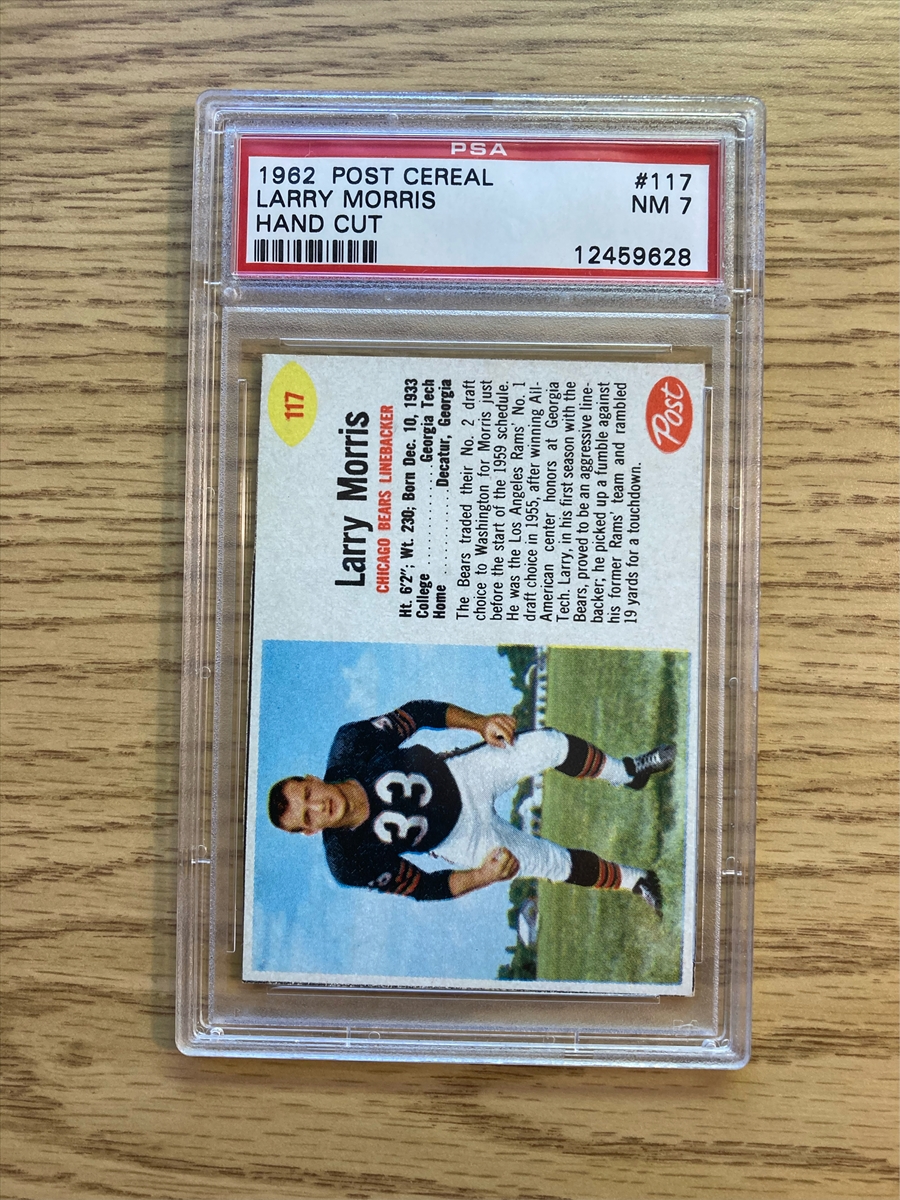 PSA
1962 POST CEREAL
#117
LARRY MORRIS
NM 7
HAND CUT
12459628
117
Larry Morris
CHICAGO BEARS LINEBACKER
Ht. 6'2"; Wt. 230; Born Dec. 10, 1933
College ............ Georgia Tech
Home .......... Decatur, Georgia
The Bears traded their No. 2 draft
choice to Washington for Morris just
before the start of the 1959 schedule.
He was the Los Angeles Rams' No. 1
draft choice in 1955, after winning All-
American center honors at Georgia
Tech. Larry, in his first season with the
Bears, proved to be an aggressive line-
backer; he picked up a fumble against
his former Rams' team and rambled
19 yards for a touchdown.
Post
33